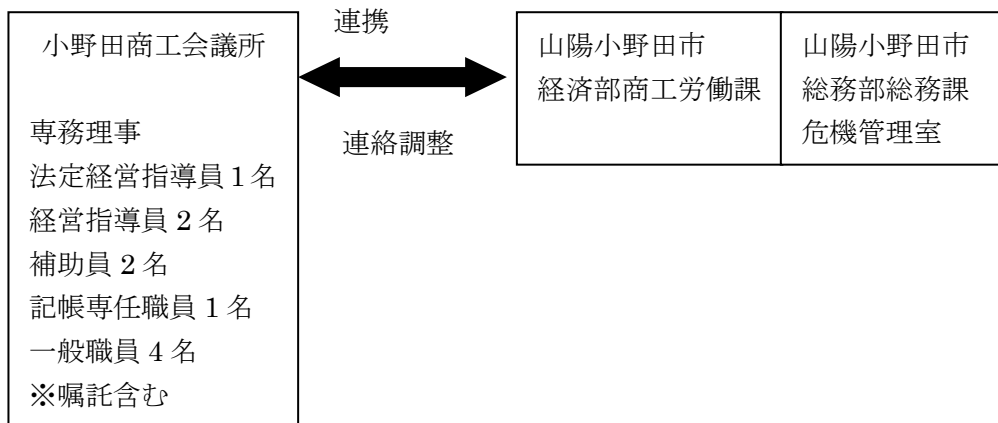 小野田商工会議所
専務理事
法定経営指導員 1 名
経営指導員 2 名
補助員 2 名
記帳専任職員 1 名
一般職員 4 名
※嘱託含む
連携
連絡調整
山陽小野田市
経済部商工労働課
山陽小野田市
総務部総務課
危機管理室